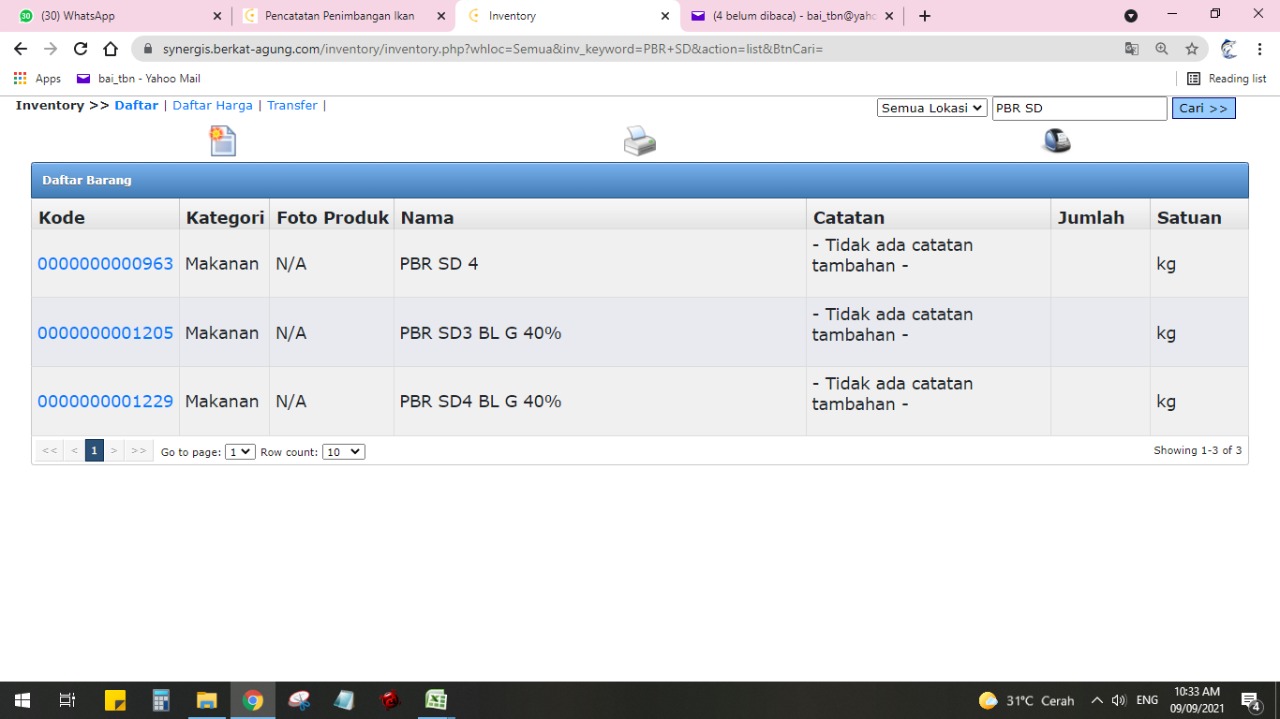 (30) WhatsApp
Pencatatan Penimbangan Ikan
Inventory
(4 belum dibaca) - bai_tbn@yaho
synergis.berkat-agung.com/inventory/inventory.php?whloc=Semua&inv_keyword=PBR+SD&action=list&BtnCari=
Apps
bai_tbn - Yahoo Mail
Reading list
Inventory >> Daftar | Daftar Harga | Transfer |
Semua Lokasi
PBR SD
Cari >>
Daftar Barang
Kode Kategori Foto Produk Nama Catatan Jumlah Satuan
0000000000963 Makanan N/A PBR SD 4 - Tidak ada catatan
tambahan - kg
0000000001205 Makanan N/A PBR SD3 BL G 40% - Tidak ada catatan
tambahan - kg
0000000001229 Makanan N/A PBR SD4 BL G 40% - Tidak ada catatan
tambahan - kg
<< < 1 > >> Go to page: 1 Row count: 10 Showing 1-3 of 3
31°C Cerah
ENG
10:33 AM
09/09/2021
4